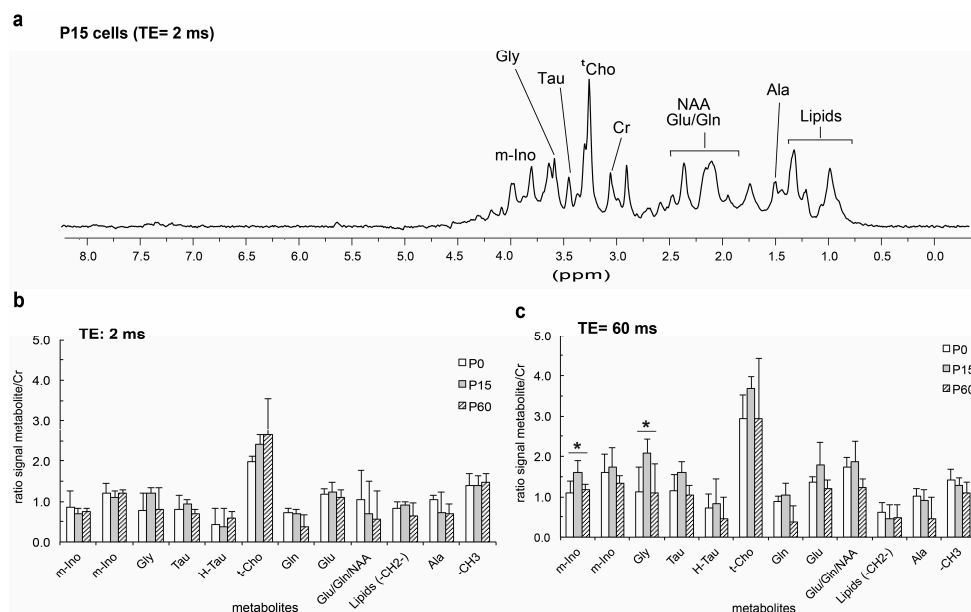 a
P15 cells (TE= 2 ms)
Gly
Tau
tCho
m-Ino
Cr
NAA
Glu/Gln
Ala
Lipids
8.0 7.5 7.0 6.5 6.0 5.5 5.0 4.5 4.0 3.5 3.0 2.5 2.0 1.5 1.0 0.0
(ppm)
b
TE: 2 ms
ratio signal metabolite/Cr
5.0
4.0
3.0
2.0
1.0
0.0
P0
P15
P60
m-Ino
m-Ino
Gly
Tau
H-Tau
t-Cho
Gln
Glu
Glu/Gln/NAA
Lipids (-CH2-)
Ala
-CH3
metabolites
c
TE= 60 ms
ratio signal metabolite/Cr
5.0
4.0
3.0
2.0
1.0
0.0
P0
P15
P60
*
*
m-Ino
m-Ino
Gly
Tau
H-Tau
t-Cho
Gln
Glu
Glu/Gln/NAA
Lipids (-CH2-)
Ala
-CH3
metabolites